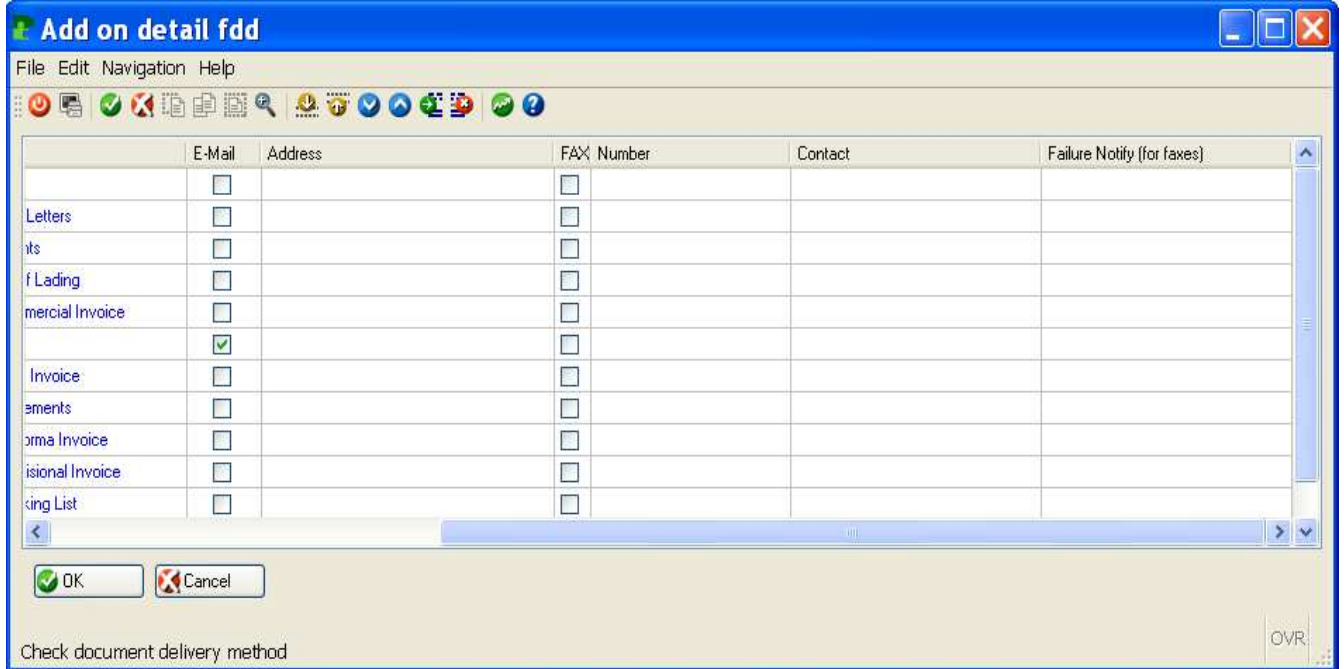 Add on detail fdd
File Edit Navigation Help
E-Mail Address FAX Number Contact Failure Notify (for faxes)
Letters
nts
f Lading
mercial Invoice
Invoice
ements
orma Invoice
isional Invoice
king List
OK Cancel
Check document delivery method
OVR